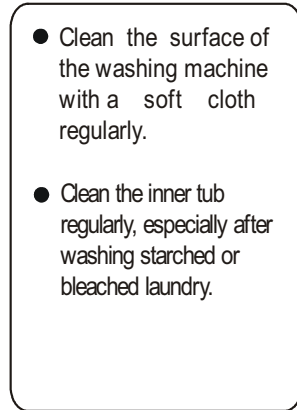 ● Clean the surface of
the washing machine
with a soft cloth
regularly.
● Clean the inner tub
regularly, especially after
washing starched or
bleached laundry.